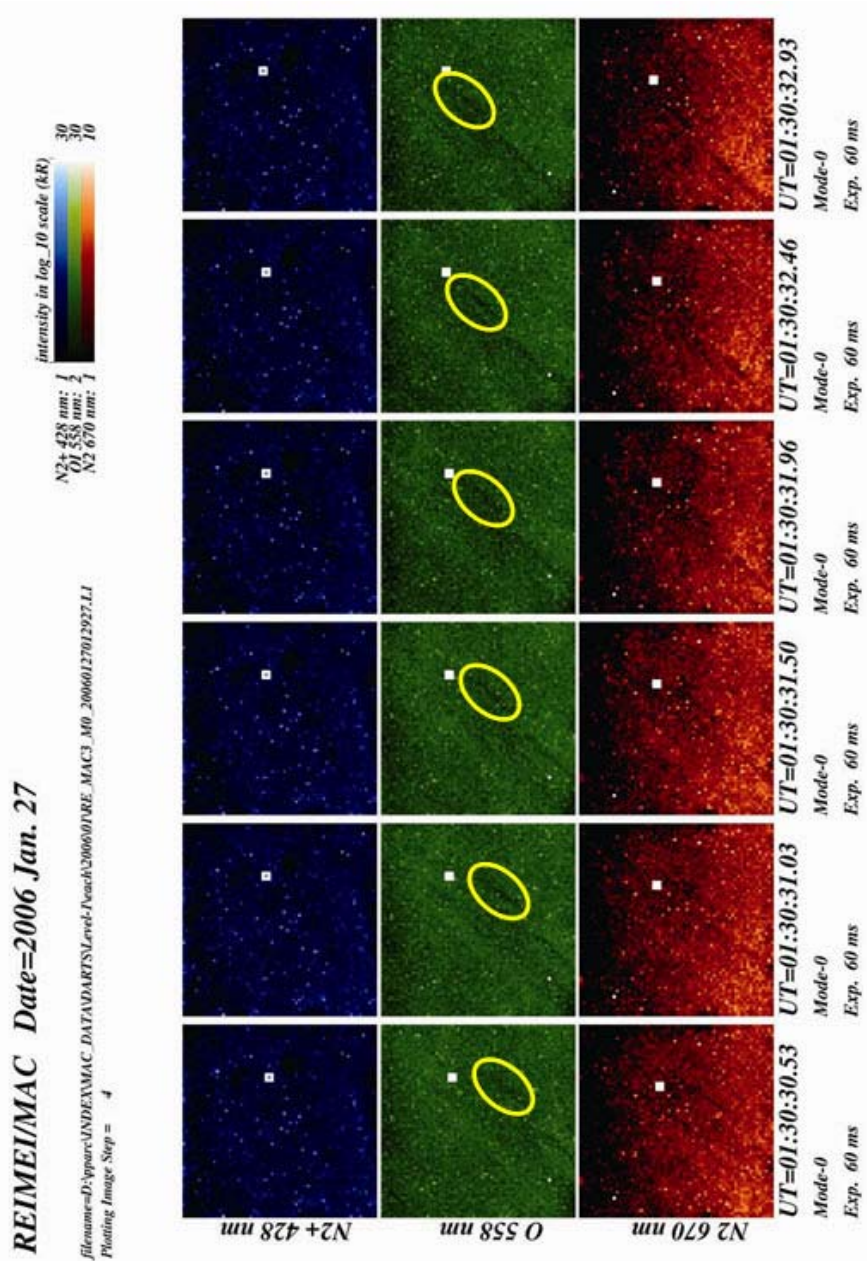 REIMEI/MAC Date=2006 Jan. 27
filename=D:\pparc\INDEX\MAC_DATA\DARTS\Level-1\each\200601\RE_MAC3_M0_20060127012927.L1
Plotting Image Step = 4
intensity in log_10 scale (kR)
N2+ 428 nm: 1 30
OI 558 nm: 2 30
N2 670 nm: 1 10
N2+ 428 nm
O 558 nm
N2 670 nm
UT=01:30:30.53 UT=01:30:31.03 UT=01:30:31.50 UT=01:30:31.96 UT=01:30:32.46 UT=01:30:32.93
Mode-0 Mode-0 Mode-0 Mode-0 Mode-0 Mode-0
Exp. 60 ms Exp. 60 ms Exp. 60 ms Exp. 60 ms Exp. 60 ms Exp. 60 ms